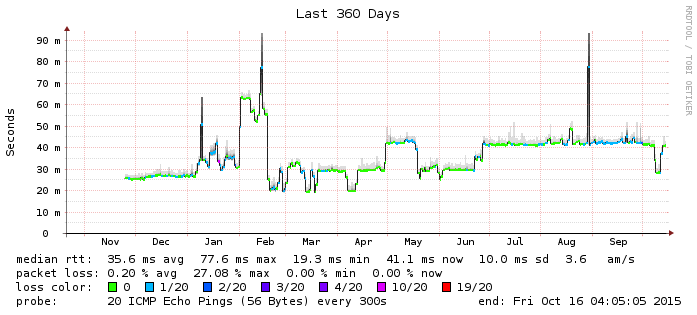 Last 360 Days
RRDTOOL / TOBI OETIKER
Seconds
90 m
80 m
70 m
60 m
50 m
40 m
30 m
20 m
10 m
0
Nov Dec Jan Feb Mar Apr May Jun Jul Aug Sep
median rtt: 35.6 ms avg 77.6 ms max 19.3 ms min 41.1 ms now 10.0 ms sd 3.6 am/s
packet loss: 0.20 % avg 27.08 % max 0.00 % min 0.00 % now
loss color: 0 1/20 2/20 3/20 4/20 10/20 19/20
probe: 20 ICMP Echo Pings (56 Bytes) every 300s end: Fri Oct 16 04:05:05 2015